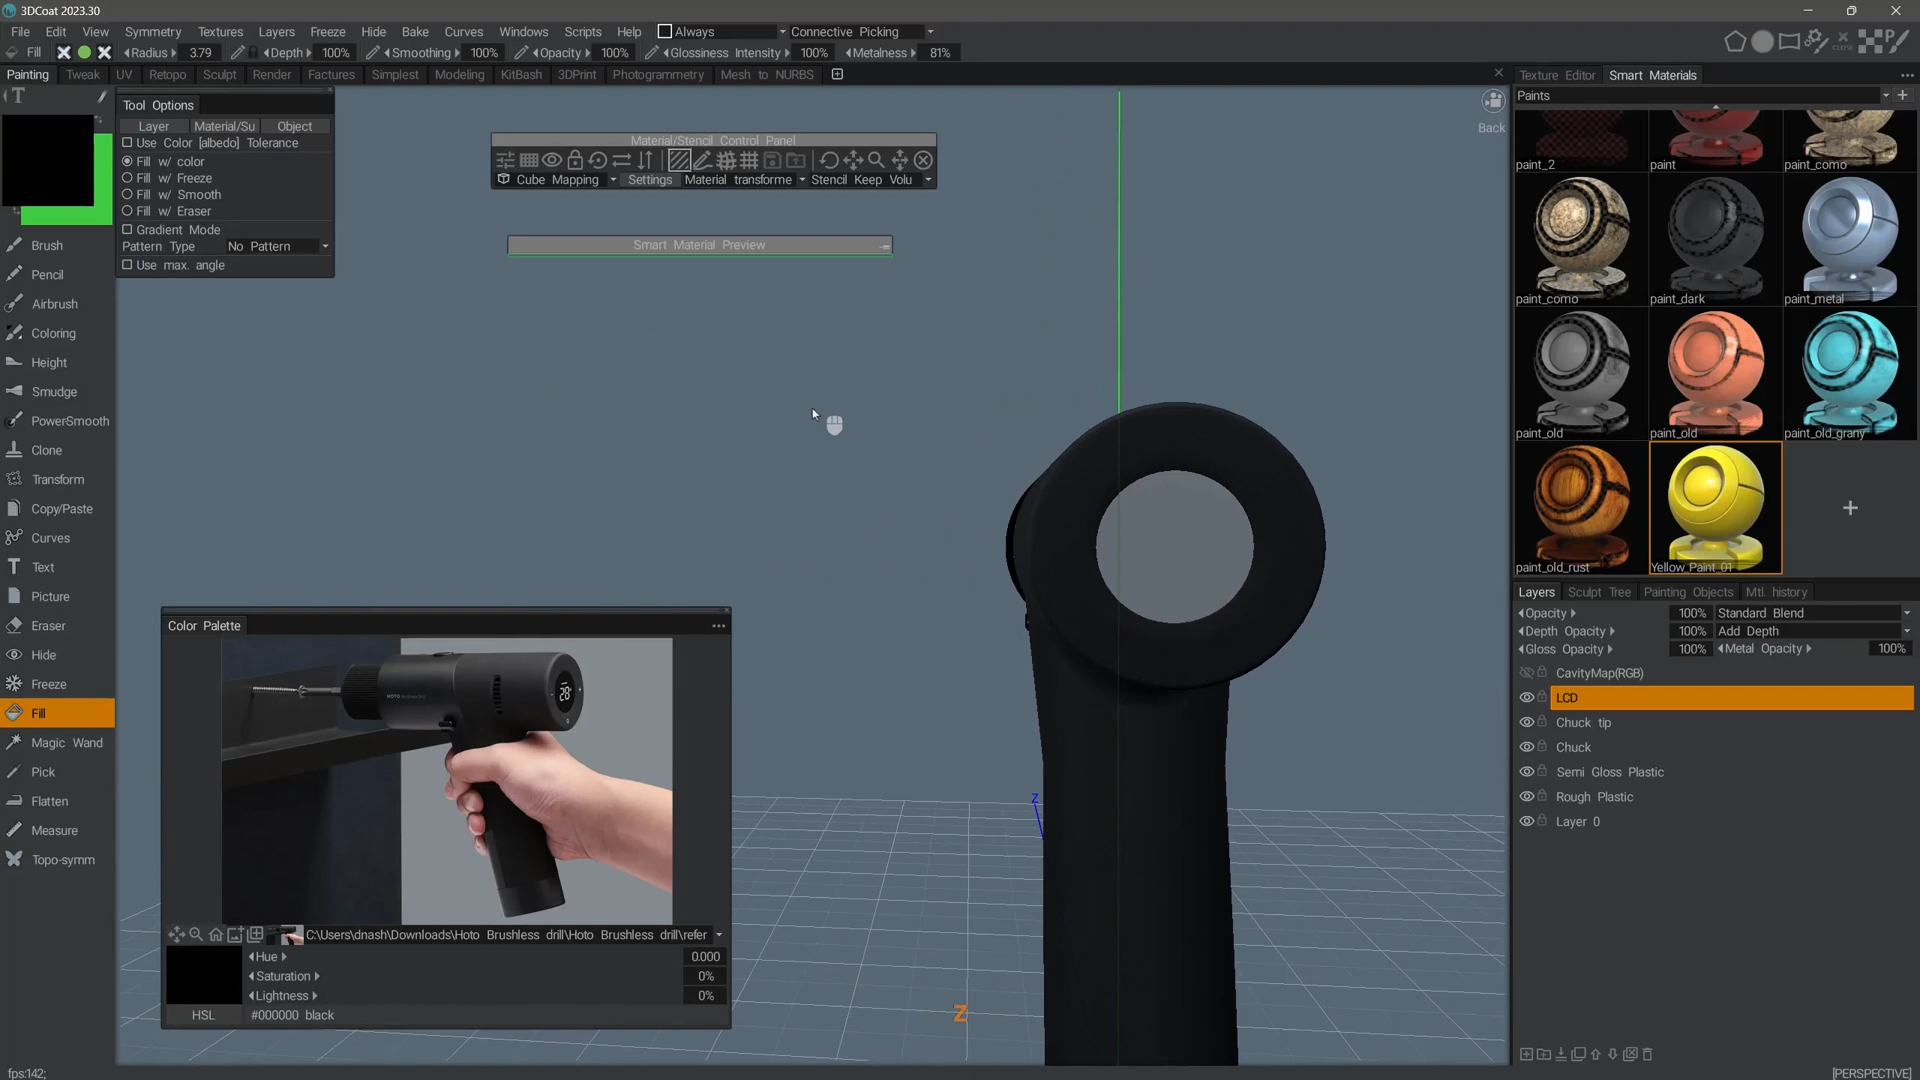 3DCoat 2023.30
File Edit View Symmetry Textures Layers Freeze Hide Bake Curves Windows Scripts Help Always Connective Picking
Fill Radius 3.79 Depth 100% Smoothing 100% Opacity 100% Glossiness Intensity 100% Metalness 81%
Painting Tweak UV Retopo Sculpt Render Factures Simplest Modeling KitBash 3DPrint Photogrammetry Mesh to NURBS
T
Tool Options
Layer Material/Su Object
Use Color [albedo] Tolerance
Fill w/ color
Fill w/ Freeze
Fill w/ Smooth
Fill w/ Eraser
Gradient Mode
Pattern Type No Pattern
Use max. angle
Brush
Pencil
Airbrush
Coloring
Height
Smudge
PowerSmooth
Clone
Transform
Copy/Paste
Curves
Text
Picture
Eraser
Hide
Freeze
Fill
Magic Wand
Pick
Flatten
Measure
Topo-symm
Material/Stencil Control Panel
Cube Mapping Settings Material transforme Stencil Keep Volu
Smart Material Preview
Back
Z
Z
Color Palette
28
C:\Users\dnash\Downloads\Hoto Brushless drill\Hoto Brushless drill\refer
Hue 0.000
Saturation 0%
Lightness 0%
HSL #000000 black
Texture Editor Smart Materials
Paints
paint_2 paint paint_como
paint_como paint_dark paint_metal
paint_old paint_old paint_old_grany
paint_old_rust Yellow_Paint_01
Layers Sculpt Tree Painting Objects Mtl. history
Opacity 100% Standard Blend
Depth Opacity 100% Add Depth
Gloss Opacity 100% Metal Opacity 100%
CavityMap(RGB)
LCD
Chuck tip
Chuck
Semi Gloss Plastic
Rough Plastic
Layer 0
fps:142;
[PERSPECTIVE]